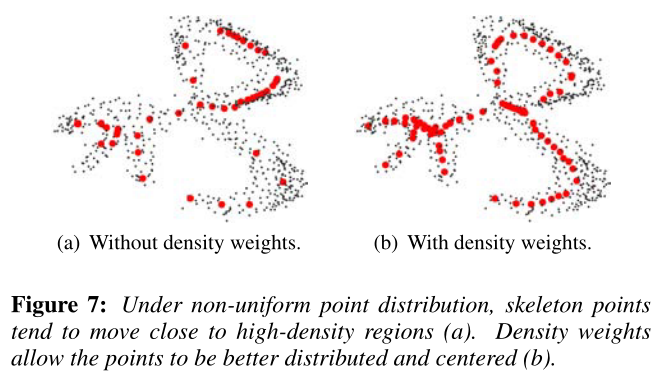 (a) Without density weights.
(b) With density weights.
Figure 7: Under non-uniform point distribution, skeleton points
tend to move close to high-density regions (a). Density weights
allow the points to be better distributed and centered (b).